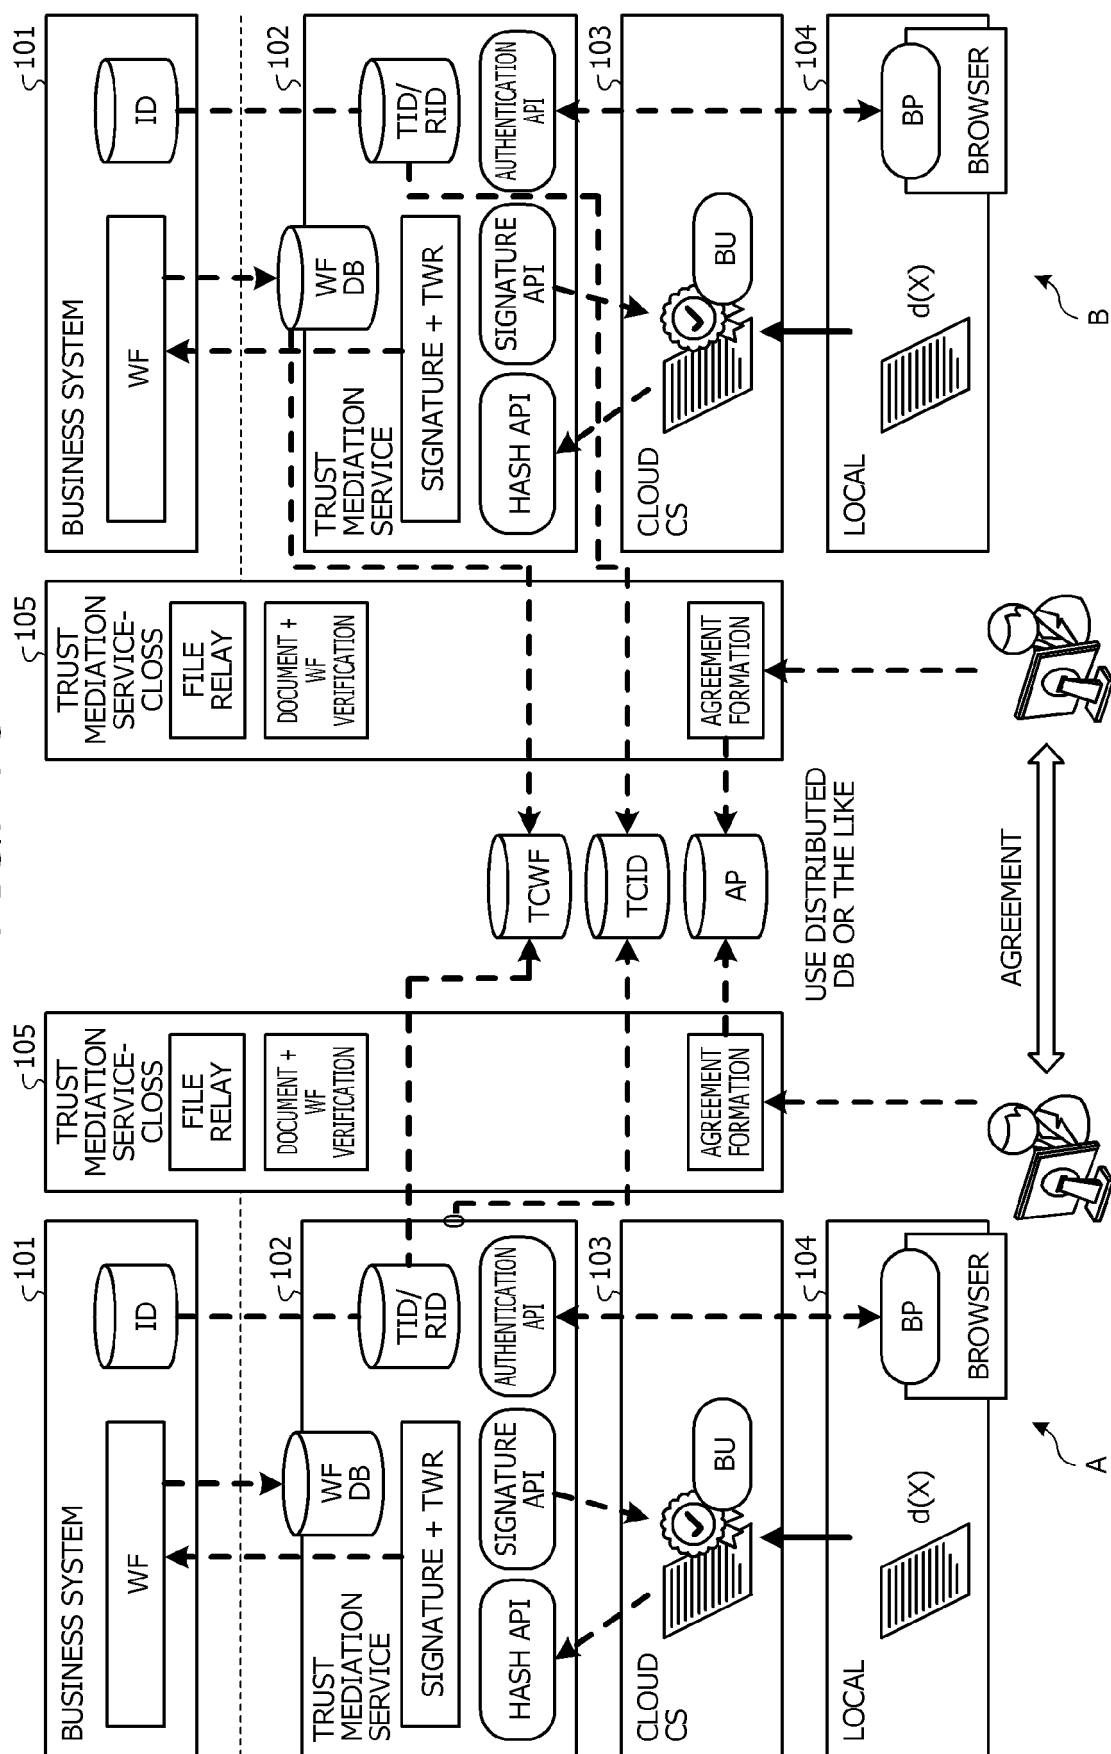 101
BUSINESS SYSTEM
WF
ID
102
TRUST
MEDIATION
SERVICE
WF
DB
TID/
RID
SIGNATURE + TWR
HASH API
SIGNATURE
API
AUTHENTICATION
API
103
CLOUD
CS
BU
104
LOCAL
d(X)
BP
BROWSER
A
105
TRUST
MEDIATION
SERVICE-
CLOSS
FILE
RELAY
DOCUMENT +
WF
VERIFICATION
AGREEMENT
FORMATION
TCWF
TCID
AP
USE DISTRIBUTED
DB OR THE LIKE
AGREEMENT
105
TRUST
MEDIATION
SERVICE-
CLOSS
FILE
RELAY
DOCUMENT +
WF
VERIFICATION
AGREEMENT
FORMATION
101
BUSINESS SYSTEM
WF
ID
102
TRUST
MEDIATION
SERVICE
WF
DB
TID/
RID
SIGNATURE + TWR
HASH API
SIGNATURE
API
AUTHENTICATION
API
103
CLOUD
CS
BU
104
LOCAL
d(X)
BP
BROWSER
B